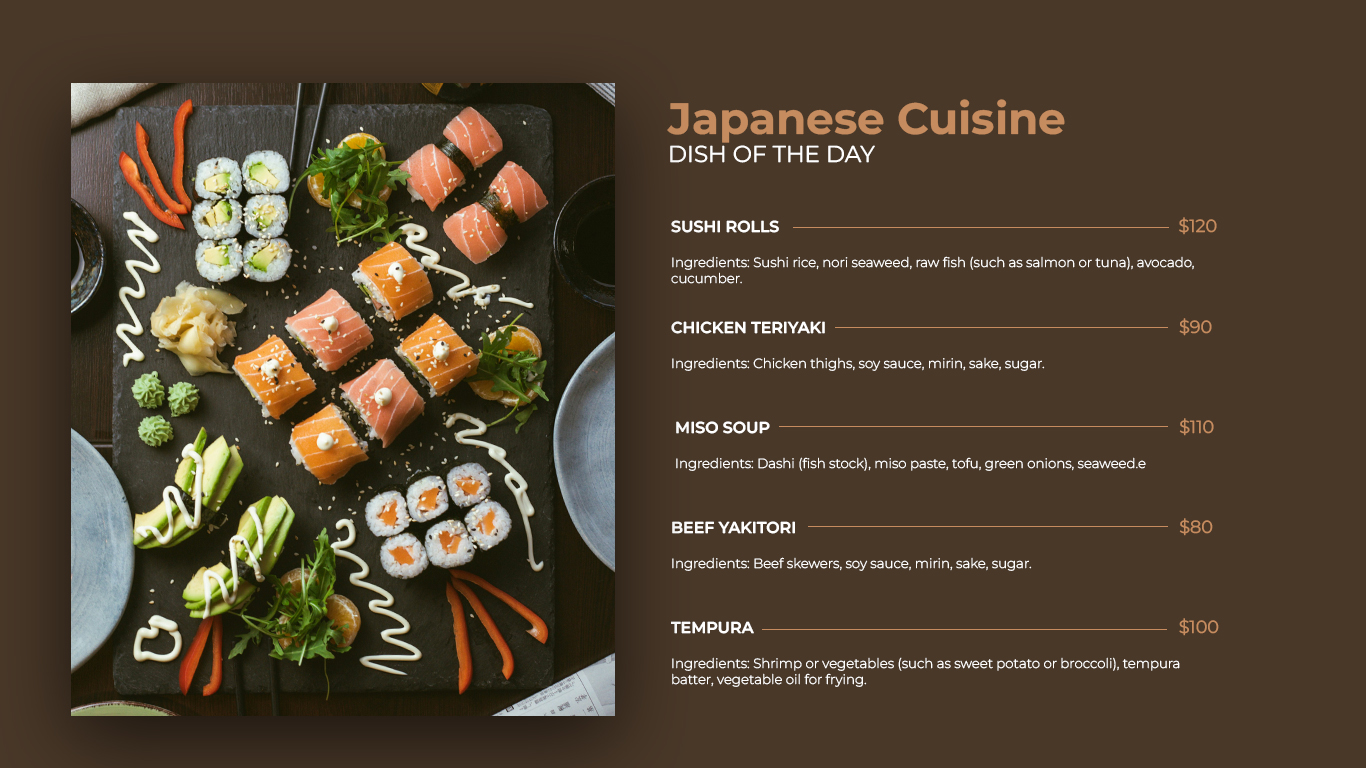 Japanese Cuisine
DISH OF THE DAY
SUSHI ROLLS $120
Ingredients: Sushi rice, nori seaweed, raw fish (such as salmon or tuna), avocado,
cucumber.
CHICKEN TERIYAKI $90
Ingredients: Chicken thighs, soy sauce, mirin, sake, sugar.
MISO SOUP $110
Ingredients: Dashi (fish stock), miso paste, tofu, green onions, seaweed.e
BEEF YAKITORI $80
Ingredients: Beef skewers, soy sauce, mirin, sake, sugar.
TEMPURA $100
Ingredients: Shrimp or vegetables (such as sweet potato or broccoli), tempura
batter, vegetable oil for frying.